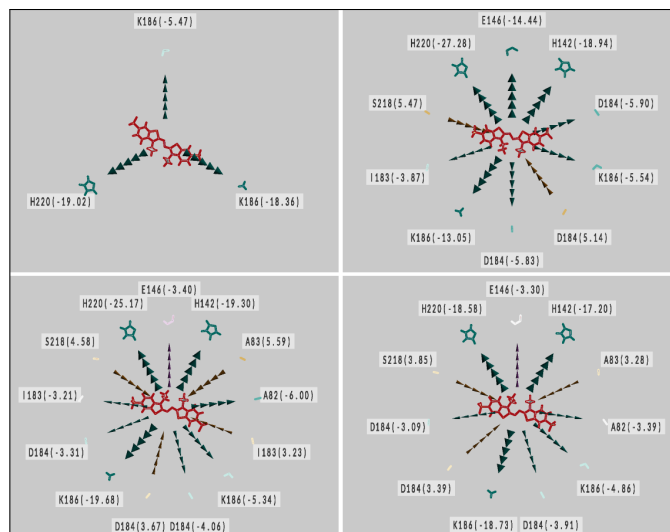 K186(-5.47)
H220(-19.02)
K186(-18.36)
E146(-14.44)
H220(-27.28)
H142(-18.94)
S218(5.47)
D184(-5.90)
I183(-3.87)
K186(-5.54)
K186(-13.05)
D184(5.14)
D184(-5.83)
E146(-3.40)
H220(-25.17)
H142(-19.30)
S218(4.58)
A83(5.59)
I183(-3.21)
A82(-6.00)
D184(-3.31)
I183(3.23)
K186(-19.68)
K186(-5.34)
D184(3.67)
D184(-4.06)
E146(-3.30)
H220(-18.58)
H142(-17.20)
S218(3.85)
A83(3.28)
D184(-3.09)
A82(-3.39)
D184(3.39)
K186(-4.86)
K186(-18.73)
D184(-3.91)